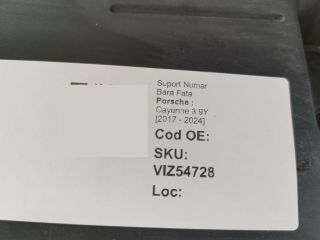 Suport Numar
Bara Fata
Porsche :
Cayenne 3 9Y
[2017 - 2024]
Cod OE:
SKU:
VIZ54728
Loc: